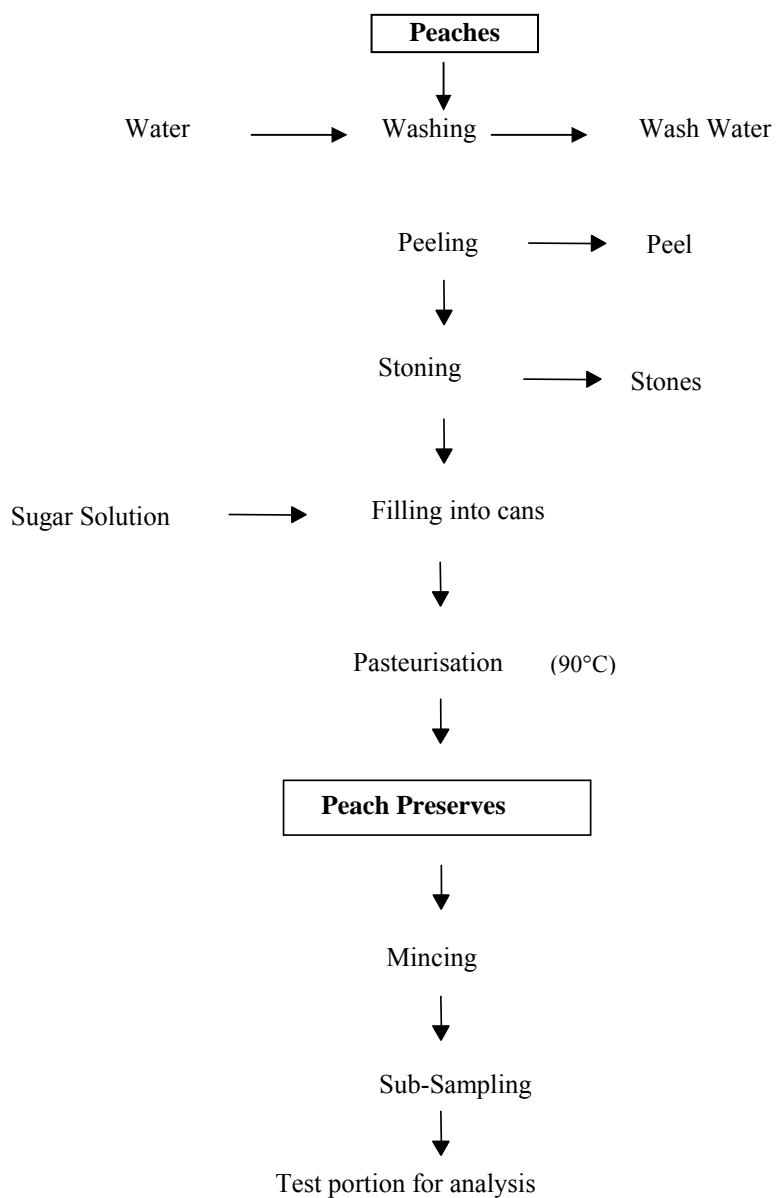 Peaches
Water Washing Wash Water
Peeling Peel
Stoning Stones
Sugar Solution Filling into cans
Pasteurisation (90°C)
Peach Preserves
Mincing
Sub-Sampling
Test portion for analysis